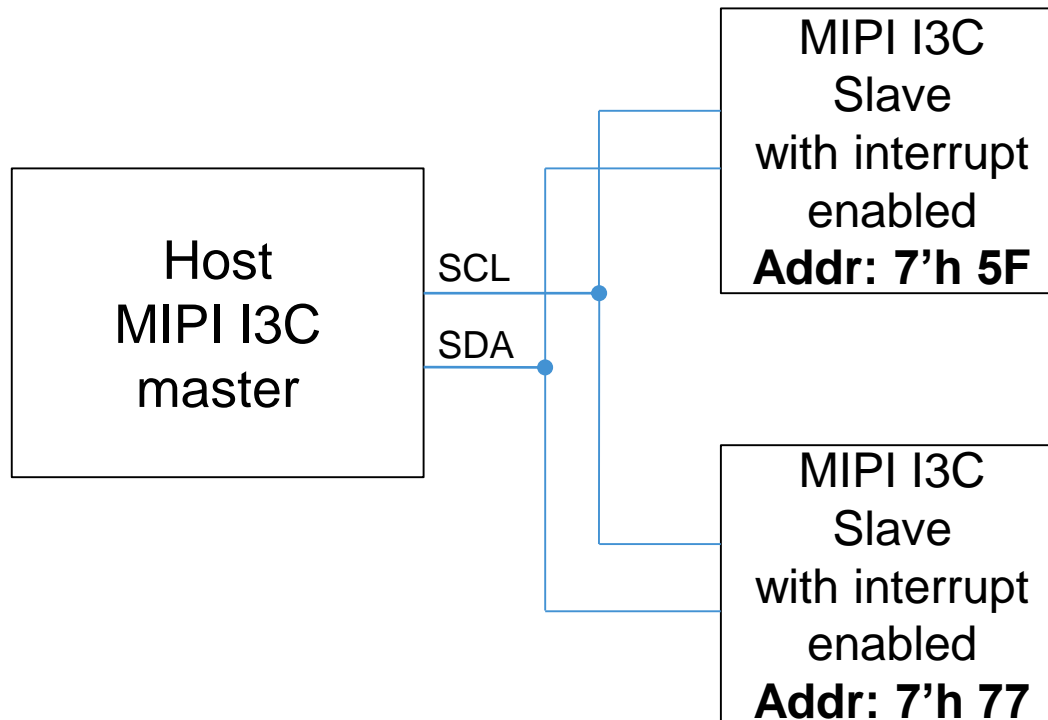 MIPI I3C
Slave
with interrupt
enabled
Addr: 7’h 5F
Host
MIPI I3C
master
SCL
SDA
MIPI I3C
Slave
with interrupt
enabled
Addr: 7’h 77